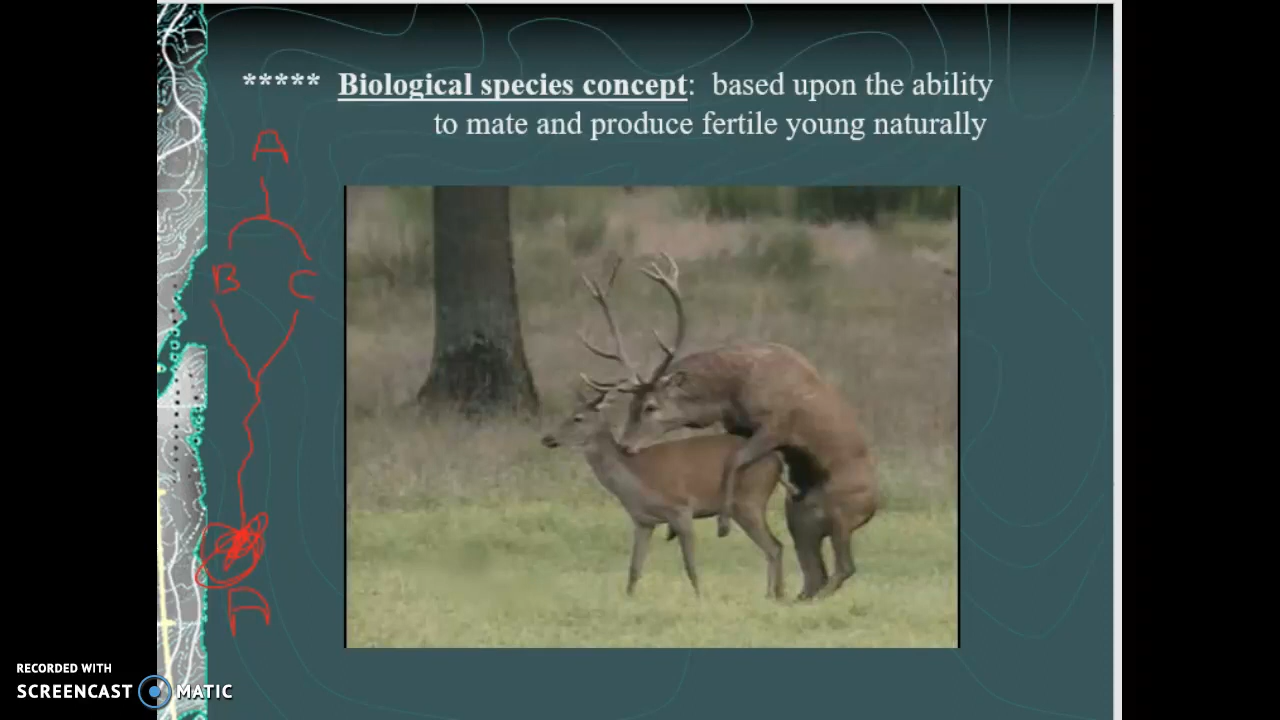 ***** Biological species concept: based upon the ability
to mate and produce fertile young naturally
A
B C
A
RECORDED WITH
SCREENCAST MATIC